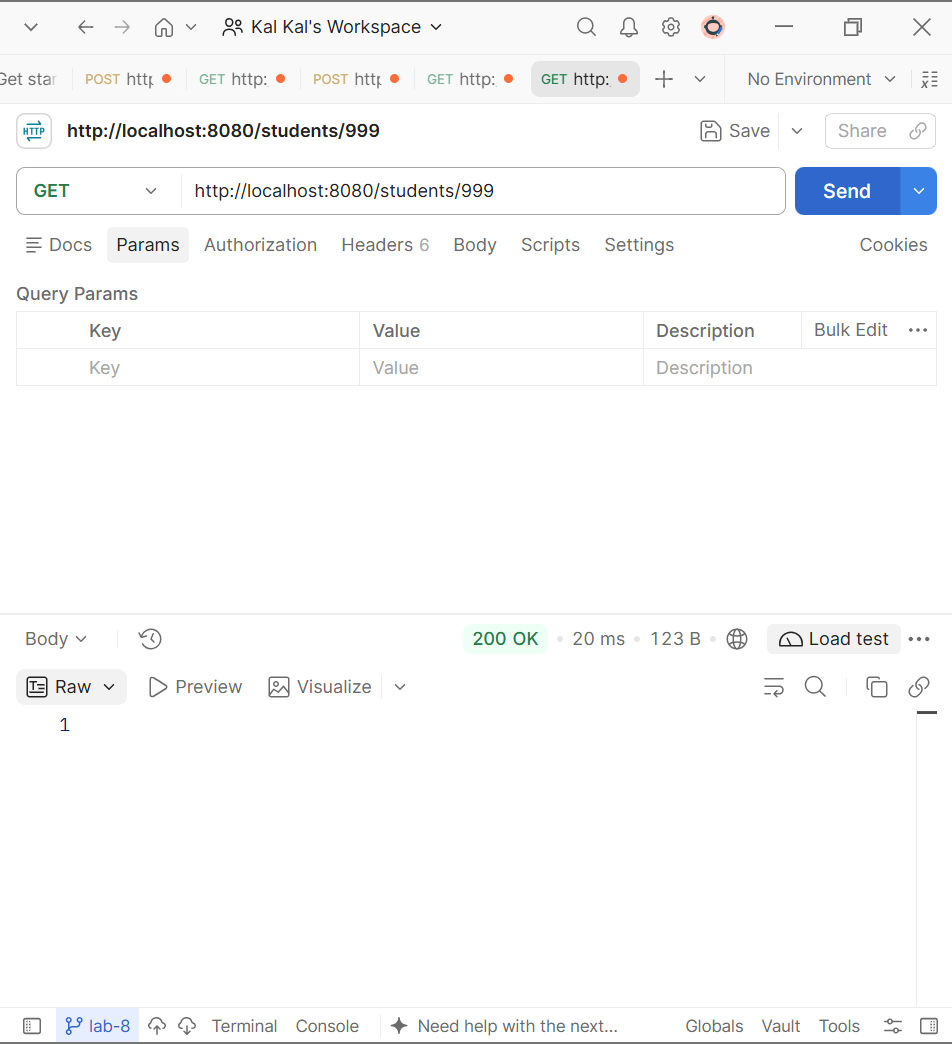 Kal Kal's Workspace
Get star POST http GET http: POST http GET http: GET http: No Environment
HTTP http://localhost:8080/students/999 Save Share
GET http://localhost:8080/students/999 Send
Docs Params Authorization Headers 6 Body Scripts Settings Cookies
Query Params
Key Value Description Bulk Edit
Key Value Description
Body 200 OK 20 ms 123 B Load test
Raw Preview Visualize
1
lab-8 Terminal Console Need help with the next... Globals Vault Tools